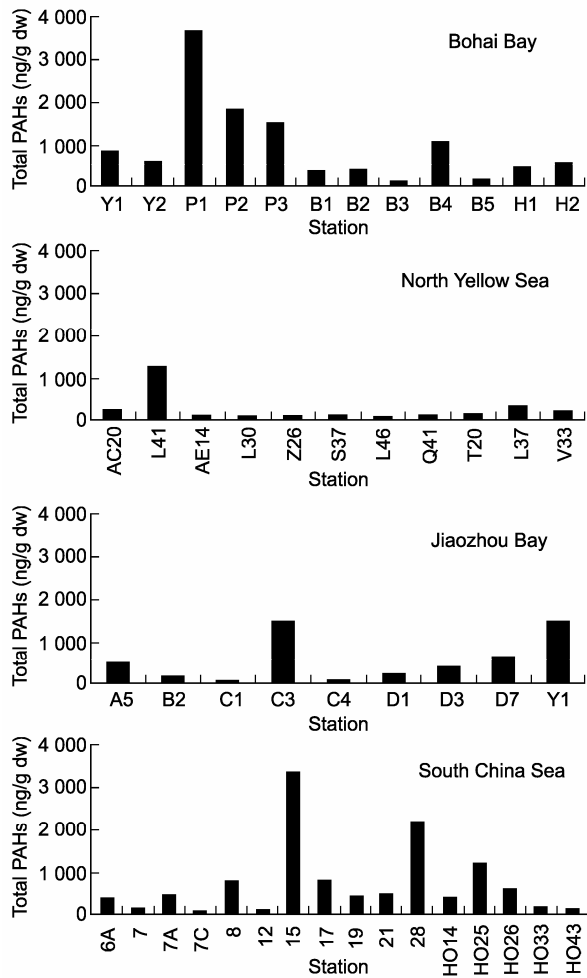 Total PAHs (ng/g dw)
4 000
3 000
2 000
1 000
0
Bohai Bay
Y1 Y2 P1 P2 P3 B1 B2 B3 B4 B5 H1 H2
Station
Total PAHs (ng/g dw)
4 000
3 000
2 000
1 000
0
North Yellow Sea
AC20 L41 AE14 L30 Z26 S37 L46 Q41 T20 L37 V33
Station
Total PAHs (ng/g dw)
4 000
3 000
2 000
1 000
0
Jiaozhou Bay
A5 B2 C1 C3 C4 D1 D3 D7 Y1
Station
Total PAHs (ng/g dw)
4 000
3 000
2 000
1 000
0
South China Sea
6A 7 7A 7C 8 12 15 17 19 21 28 HO14 HO25 HO26 HO33 HO43
Station